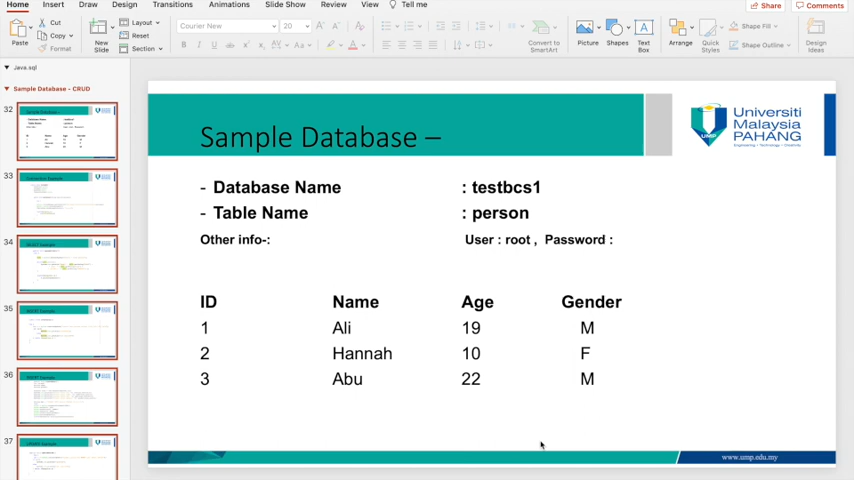 Home Insert Draw Design Transitions Animations Slide Show Review View Tell me Share Comments
Paste Cut Copy Format New Slide Layout Reset Section Courier New 20 Convert to SmartArt Picture Shapes Text Box Arrange Quick Styles Shape Fill Shape Outline Design Ideas
Java.sql
Sample Database - CRUD
32
33
34
35
36
37
Sample Database –
Universiti
Malaysia
PAHANG
Engineering • Technology • Creativity
- Database Name : testbcs1
- Table Name : person
Other info-: User : root , Password :
ID Name Age Gender
1 Ali 19 M
2 Hannah 10 F
3 Abu 22 M
www.ump.edu.my